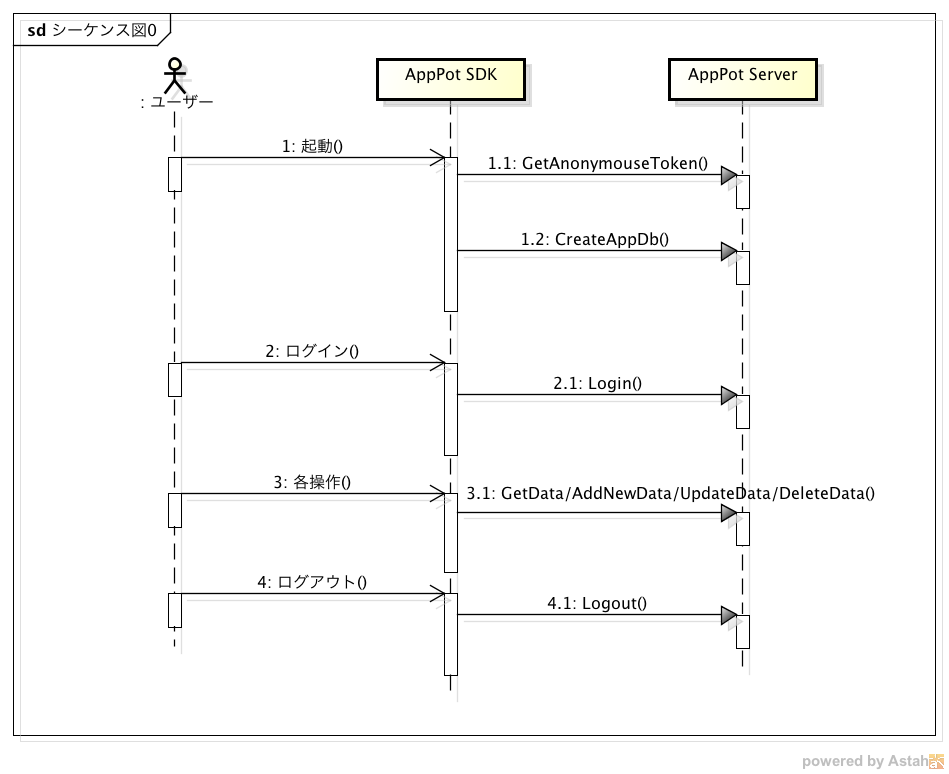 sd シーケンス図0
: ユーザー
AppPot SDK
AppPot Server
1: 起動()
1.1: GetAnonymouseToken()
1.2: CreateAppDb()
2: ログイン()
2.1: Login()
3: 各操作()
3.1: GetData/AddNewData/UpdateData/DeleteData()
4: ログアウト()
4.1: Logout()
powered by Astah